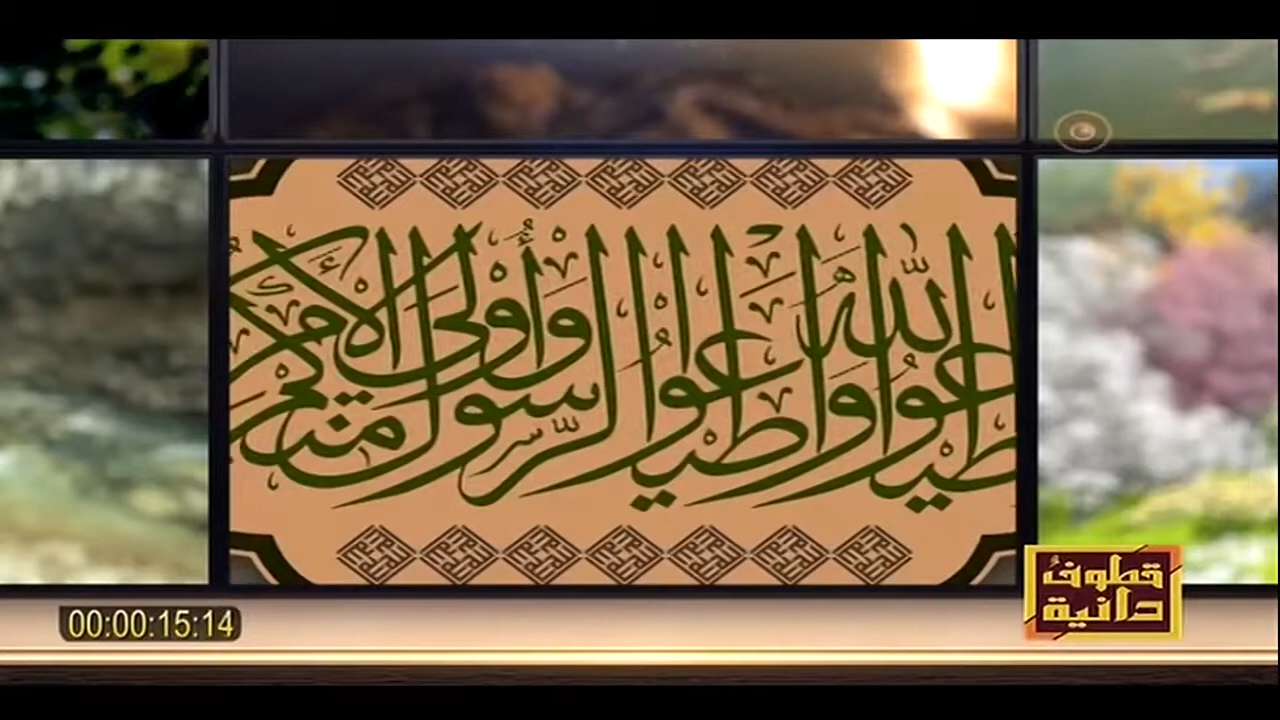 أطيعوا الله وأطيعوا الرسول وأولي الأمر منكم
قطوفُ
دانية
00:00:15:14